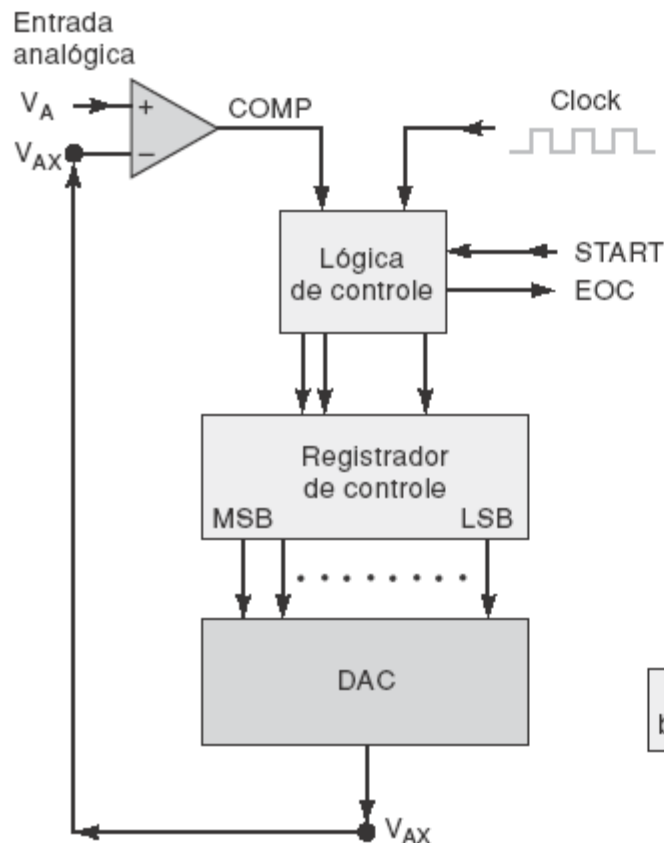 Entrada
analógica
V_A
+
COMP
Clock
V_AX
−
Lógica
de controle
START
EOC
Registrador
de controle
MSB
LSB
DAC
b
V_AX